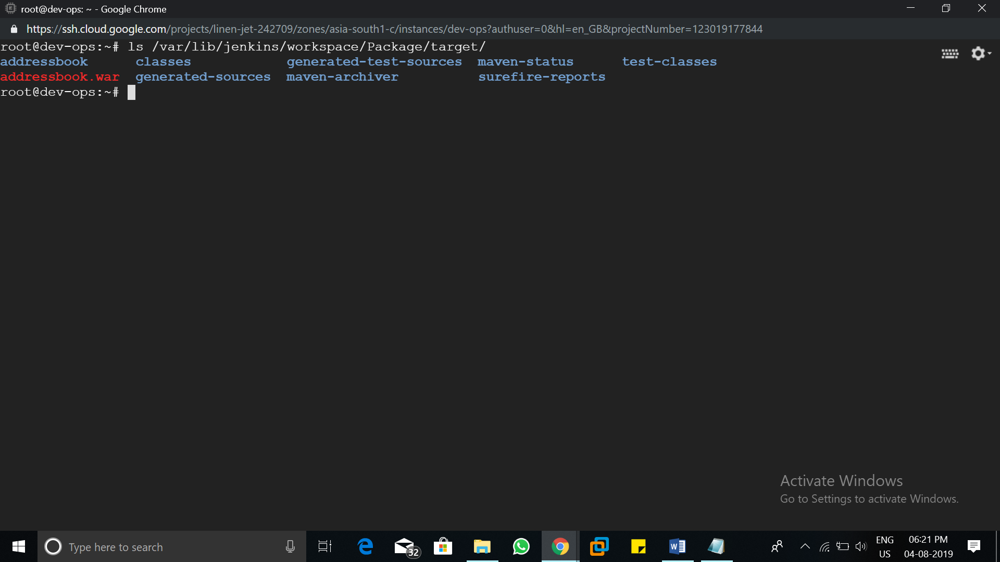 root@dev-ops: ~ - Google Chrome
https://ssh.cloud.google.com/projects/linen-jet-242709/zones/asia-south1-c/instances/dev-ops?authuser=0&hl=en_GB&projectNumber=123019177844
root@dev-ops:~# ls /var/lib/jenkins/workspace/Package/target/
addressbook classes generated-test-sources maven-status test-classes
addressbook.war generated-sources maven-archiver surefire-reports
root@dev-ops:~#
Activate Windows
Go to Settings to activate Windows.
Type here to search
32
ENG
US
06:21 PM
04-08-2019